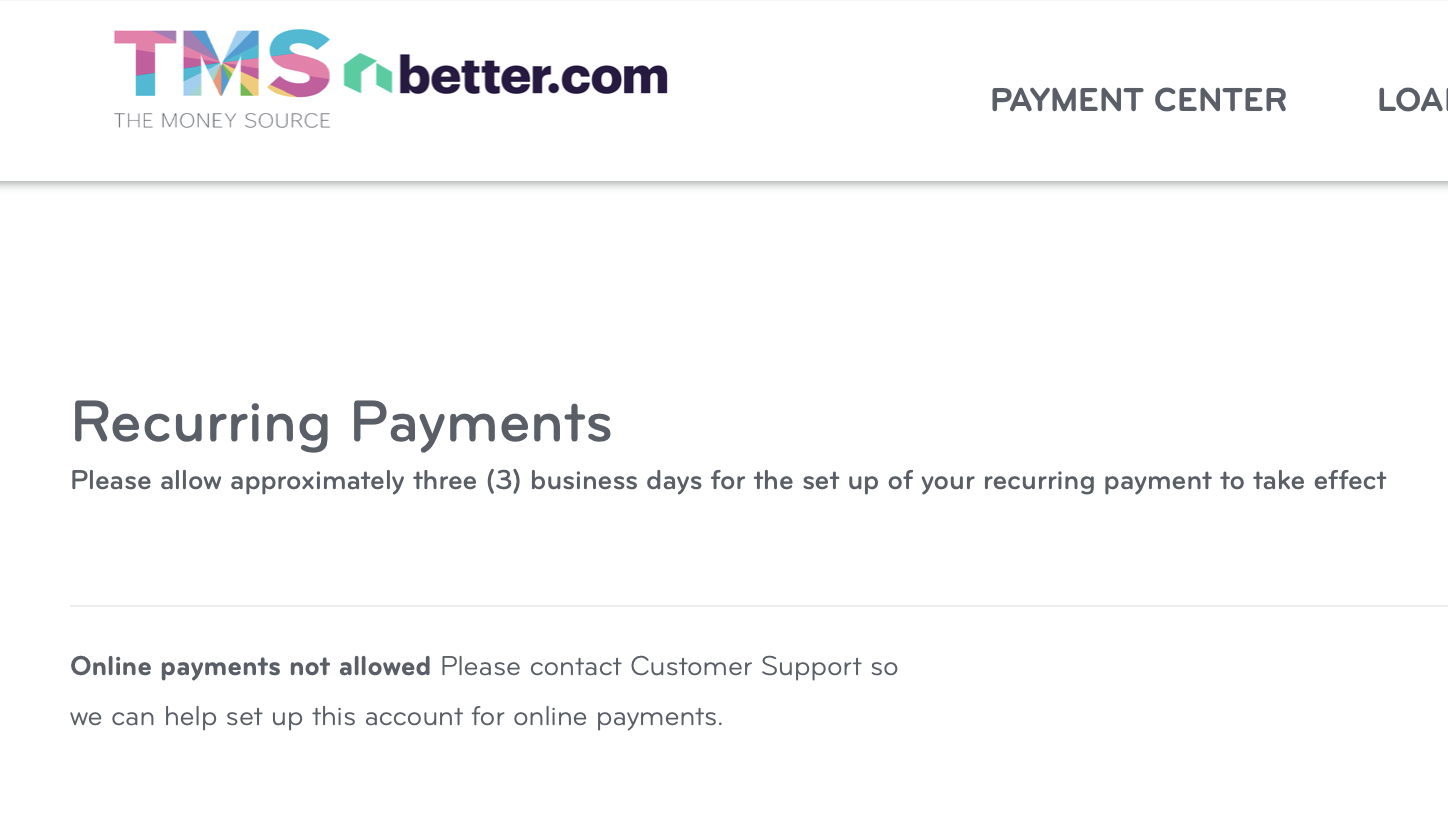 TMS better.com
THE MONEY SOURCE
PAYMENT CENTER
Recurring Payments
Please allow approximately three (3) business days for the set up of your recurring payment to take effect
Online payments not allowed Please contact Customer Support so
we can help set up this account for online payments.